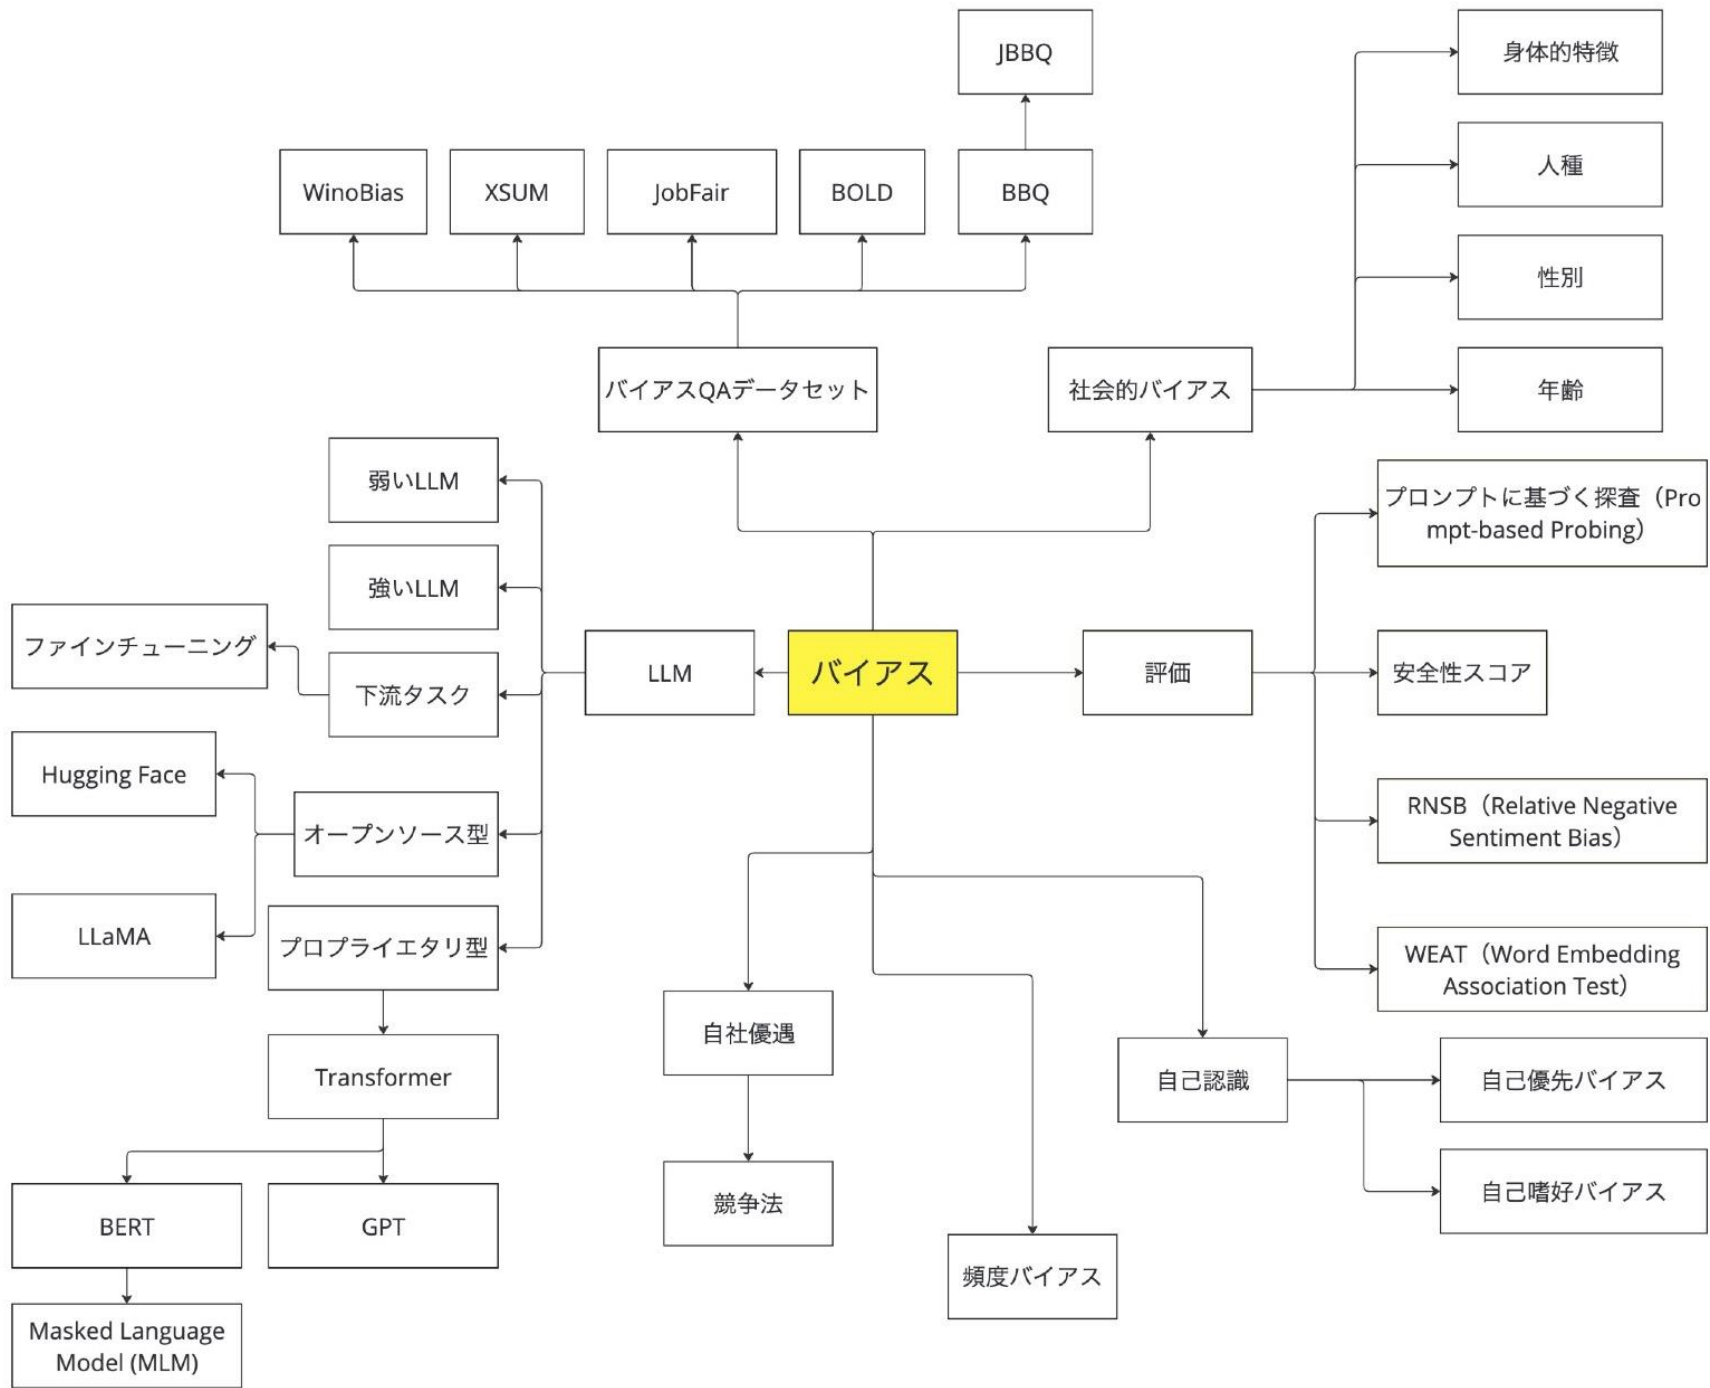 JBBQ
身体的特徴
WinoBias
XSUM
JobFair
BOLD
BBQ
人種
性別
バイアスQAデータセット
社会的バイアス
年齢
弱いLLM
プロンプトに基づく探査（Pro
mpt-based Probing）
強いLLM
ファインチューニング
下流タスク
LLM
バイアス
評価
安全性スコア
Hugging Face
オープンソース型
RNSB（Relative Negative
Sentiment Bias）
LLaMA
プロプライエタリ型
WEAT（Word Embedding
Association Test）
自社優遇
Transformer
自己認識
自己優先バイアス
競争法
自己嗜好バイアス
BERT
GPT
頻度バイアス
Masked Language
Model (MLM)